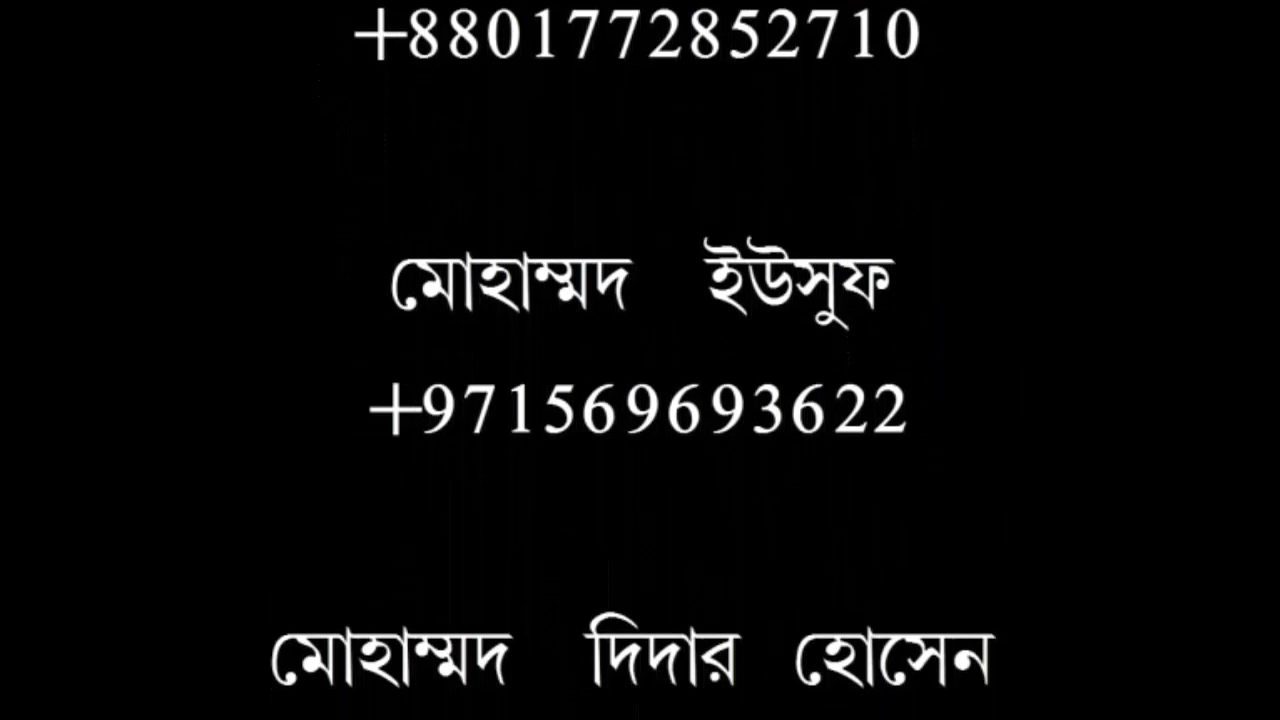 +8801772852710
মোহাম্মদ ইউসুফ
+971569693622
মোহাম্মদ দিদার হোসেন